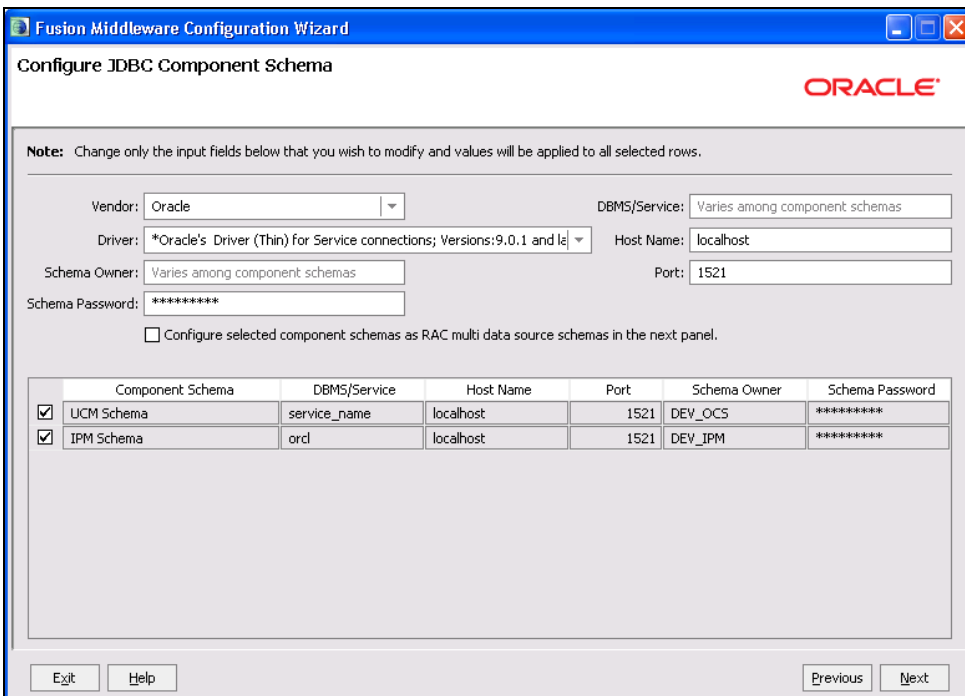 Fusion Middleware Configuration Wizard
Configure JDBC Component Schema
ORACLE
Note: Change only the input fields below that you wish to modify and values will be applied to all selected rows.
Vendor: Oracle
DBMS/Service: Varies among component schemas
Driver: *Oracle's Driver (Thin) for Service connections; Versions:9.0.1 and la
Host Name: localhost
Schema Owner: Varies among component schemas
Port: 1521
Schema Password: *********
Configure selected component schemas as RAC multi data source schemas in the next panel.
Component Schema DBMS/Service Host Name Port Schema Owner Schema Password
UCM Schema service_name localhost 1521 DEV_OCS *********
IPM Schema orcl localhost 1521 DEV_IPM *********
Exit Help Previous Next